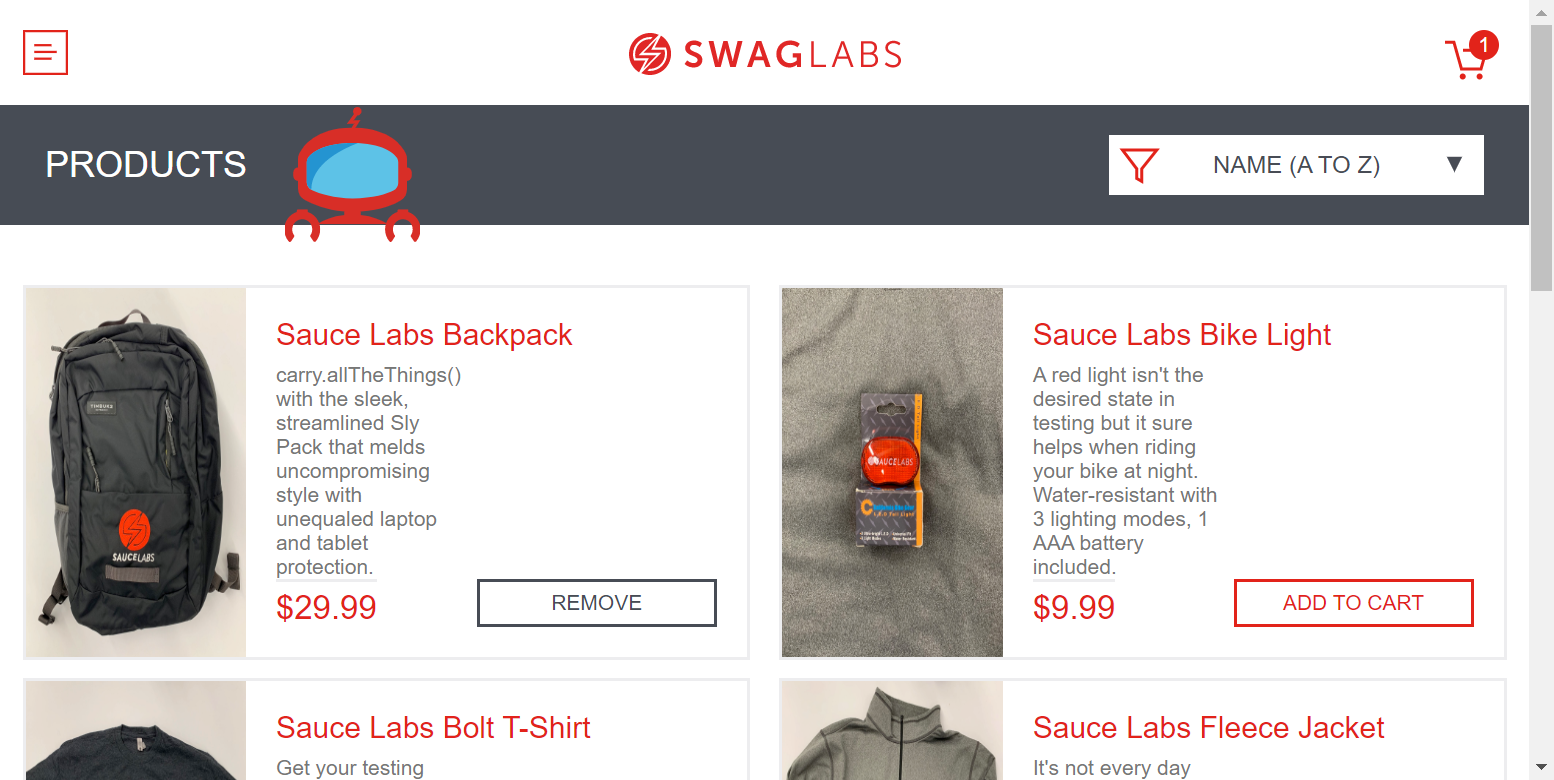 SWAGLABS
1
PRODUCTS
NAME (A TO Z)
▼
Sauce Labs Backpack
carry.allTheThings()
with the sleek,
streamlined Sly
Pack that melds
uncompromising
style with
unequaled laptop
and tablet
protection.
$29.99
REMOVE
TIMBUK2
SAUCELABS
Sauce Labs Bike Light
A red light isn't the
desired state in
testing but it sure
helps when riding
your bike at night.
Water-resistant with
3 lighting modes, 1
AAA battery
included.
$9.99
ADD TO CART
SAUCELABS
Sauce Labs Bolt T-Shirt
Get your testing
Sauce Labs Fleece Jacket
It's not every day